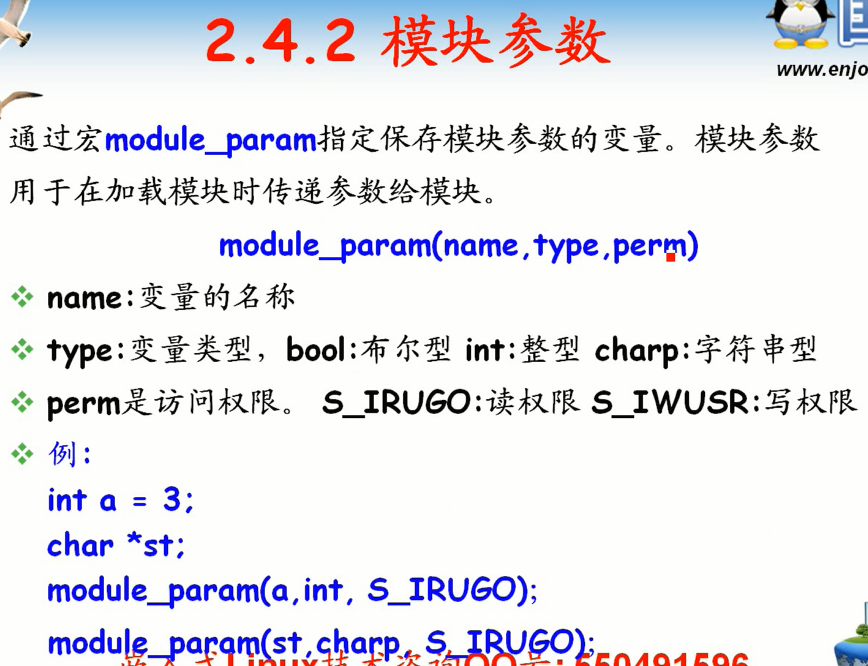 2.4.2 模块参数
www.enjo
通过宏module_param指定保存模块参数的变量。模块参数
用于在加载模块时传递参数给模块。
module_param(name,type,perm)
name:变量的名称
type:变量类型，bool:布尔型 int:整型 charp:字符串型
perm是访问权限。 S_IRUGO:读权限 S_IWUSR:写权限
例:
int a = 3;
char *st;
module_param(a,int, S_IRUGO);
module_param(st,charp, S_IRUGO);
嵌入式Linux技术咨询QQ号: 550491596